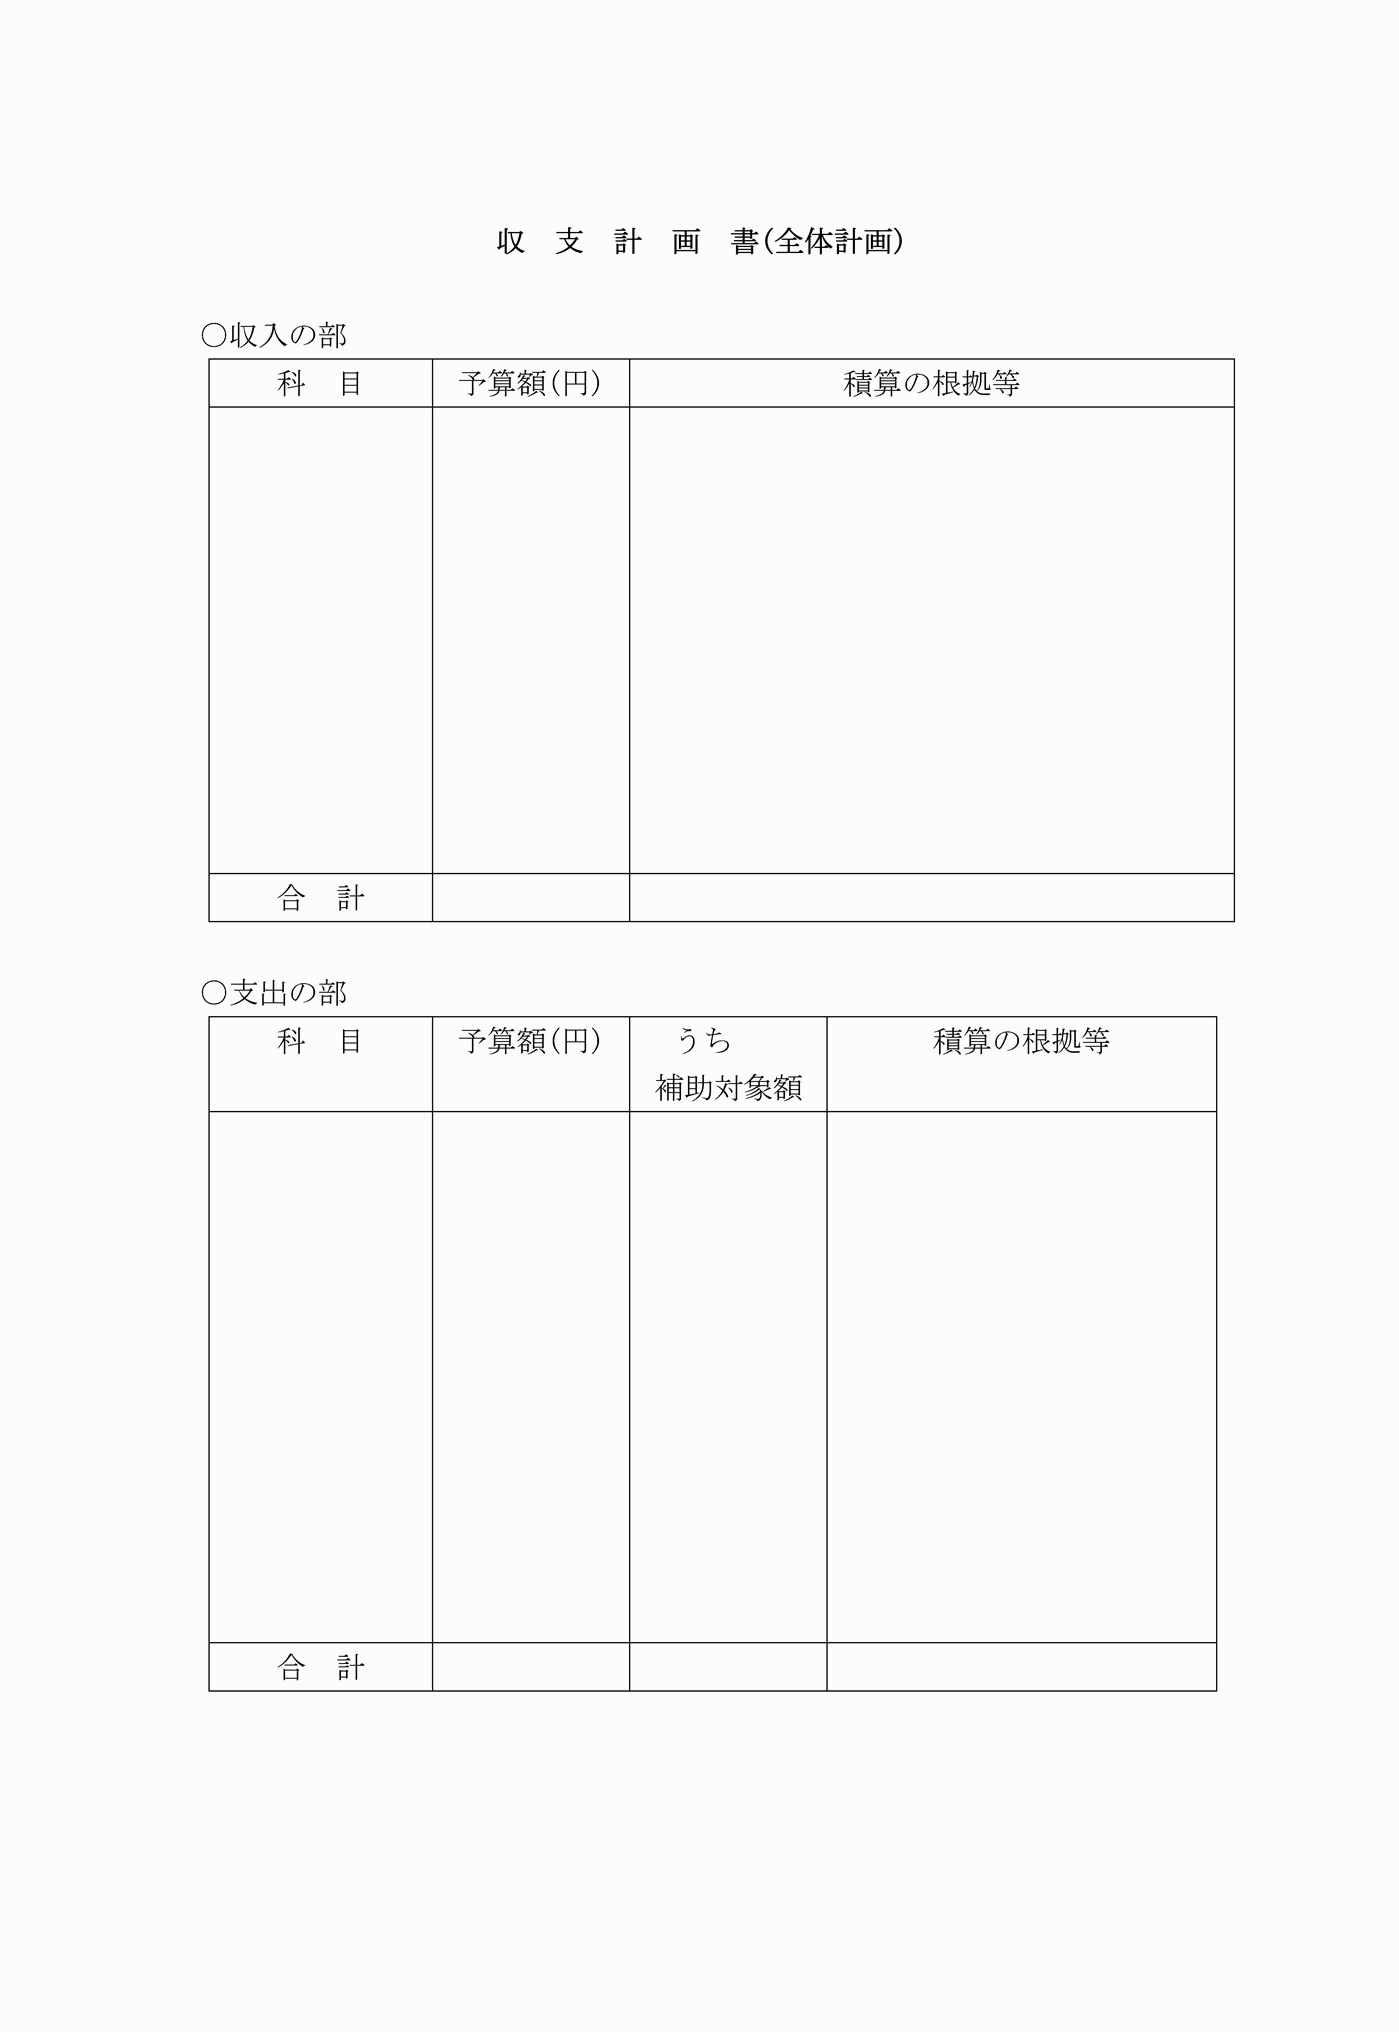 収　支　計　画　書(全体計画)
○収入の部
科　目　予算額(円)　積算の根拠等
合　計
○支出の部
科　目　予算額(円)　うち　積算の根拠等
補助対象額
合　計